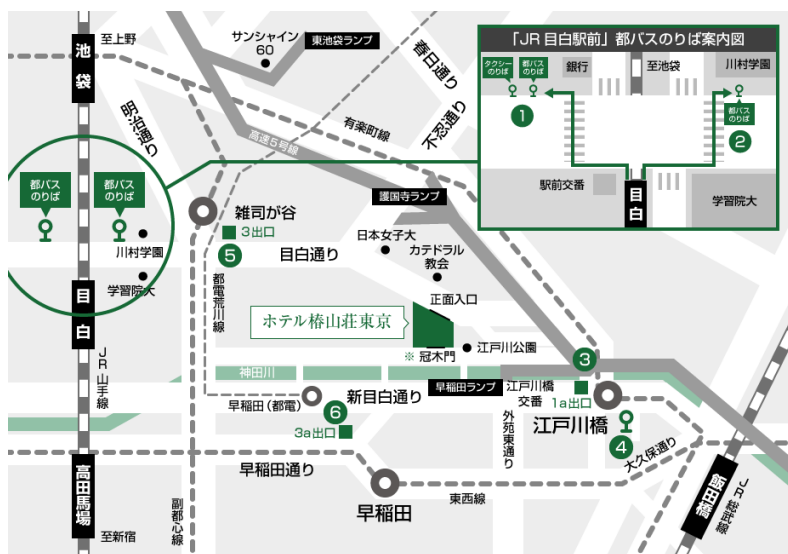 池袋
至上野
サンシャイン
60
東池袋ランプ
春日通り
不忍通り
明治通り
有楽町線
高速5号線
「JR目白駅前」都バスのりば案内図
タクシー
のりば
都バス
のりば
銀行
至池袋
川村学園
1
都バス
のりば
2
駅前交番
目白
学習院大
都バス
のりば
都バス
のりば
川村学園
学習院大
雑司が谷
3出口
5
目白通り
護国寺ランプ
日本女子大
カテドラル
教会
正面入口
ホテル椿山荘東京
※ 冠木門
江戸川公園
都電荒川線
目白
JR山手線
神田川
早稲田ランプ
3
江戸川橋
交番
1a出口
江戸川橋
4
早稲田(都電)
新目白通り
6
3a出口
外苑東通り
大久保通り
早稲田通り
早稲田
東西線
高田馬場
至新宿
副都心線
飯田橋
JR総武線